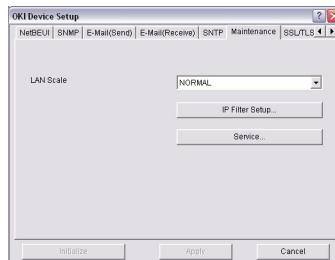 OKI Device Setup
NetBEUI SNMP E-Mail(Send) E-Mail(Receive) SNTP Maintenance SSL/TLS
LAN Scale NORMAL
IP Filter Setup...
Service...
Initialize Apply Cancel